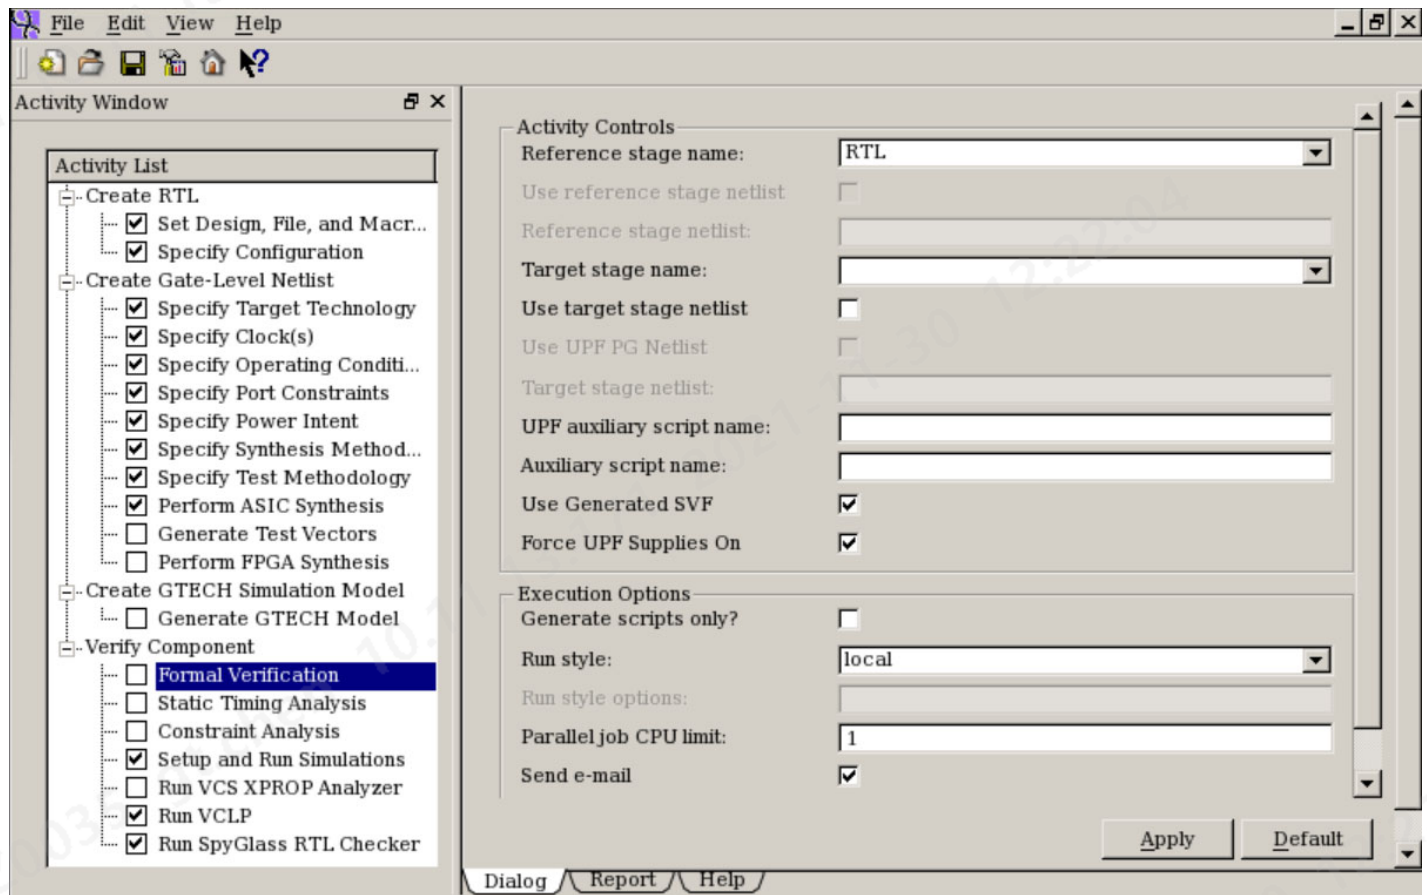 File Edit View Help
Activity Window
Activity List
Create RTL
Set Design, File, and Macr...
Specify Configuration
Create Gate-Level Netlist
Specify Target Technology
Specify Clock(s)
Specify Operating Conditi...
Specify Port Constraints
Specify Power Intent
Specify Synthesis Method...
Specify Test Methodology
Perform ASIC Synthesis
Generate Test Vectors
Perform FPGA Synthesis
Create GTECH Simulation Model
Generate GTECH Model
Verify Component
Formal Verification
Static Timing Analysis
Constraint Analysis
Setup and Run Simulations
Run VCS XPROP Analyzer
Run VCLP
Run SpyGlass RTL Checker
Activity Controls
Reference stage name: RTL
Use reference stage netlist
Reference stage netlist:
Target stage name:
Use target stage netlist
Use UPF PG Netlist
Target stage netlist:
UPF auxiliary script name:
Auxiliary script name:
Use Generated SVF
Force UPF Supplies On
Execution Options
Generate scripts only?
Run style: local
Run style options:
Parallel job CPU limit: 1
Send e-mail
Apply Default
Dialog Report Help
2021-11-30 12:22:04